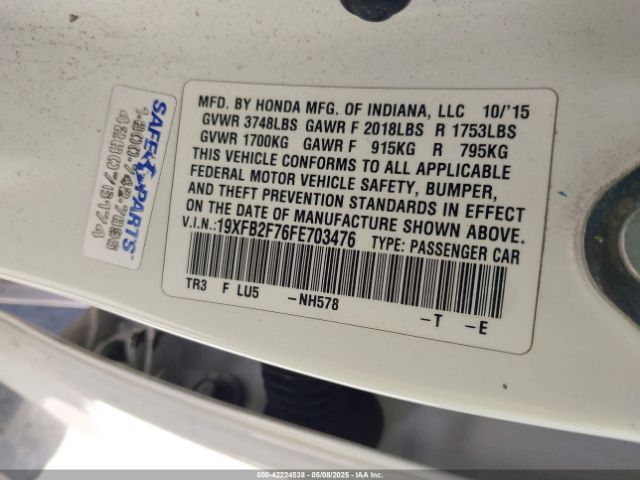 MFD. BY HONDA MFG. OF INDIANA, LLC 10/'15
GVWR 3748LBS GAWR F 2018LBS R 1753LBS
GVWR 1700KG GAWR F 915KG R 795KG
THIS VEHICLE CONFORMS TO ALL APPLICABLE
FEDERAL MOTOR VEHICLE SAFETY, BUMPER,
AND THEFT PREVENTION STANDARDS IN EFFECT
ON THE DATE OF MANUFACTURE SHOWN ABOVE.
V.I.N.:19XFB2F76FE703476 TYPE: PASSENGER CAR
TR3 F LU5 -NH578 -T -E
SAFE PARTS
000-42224538 - 05/08/2025 - IAAI Inc.